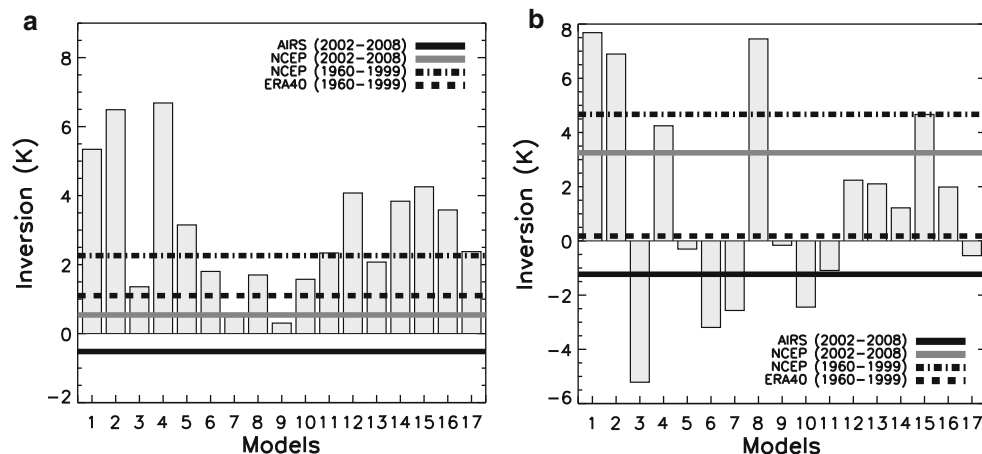 a
8
6
4
2
0
−2
Inversion (K)
AIRS (2002−2008)
NCEP (2002−2008)
NCEP (1960−1999)
ERA40 (1960−1999)
1 2 3 4 5 6 7 8 9 10 11 12 13 14 15 16 17
Models
b
8
6
4
2
0
−2
−4
−6
Inversion (K)
AIRS (2002−2008)
NCEP (2002−2008)
NCEP (1960−1999)
ERA40 (1960−1999)
1 2 3 4 5 6 7 8 9 10 11 12 13 14 15 16 17
Models